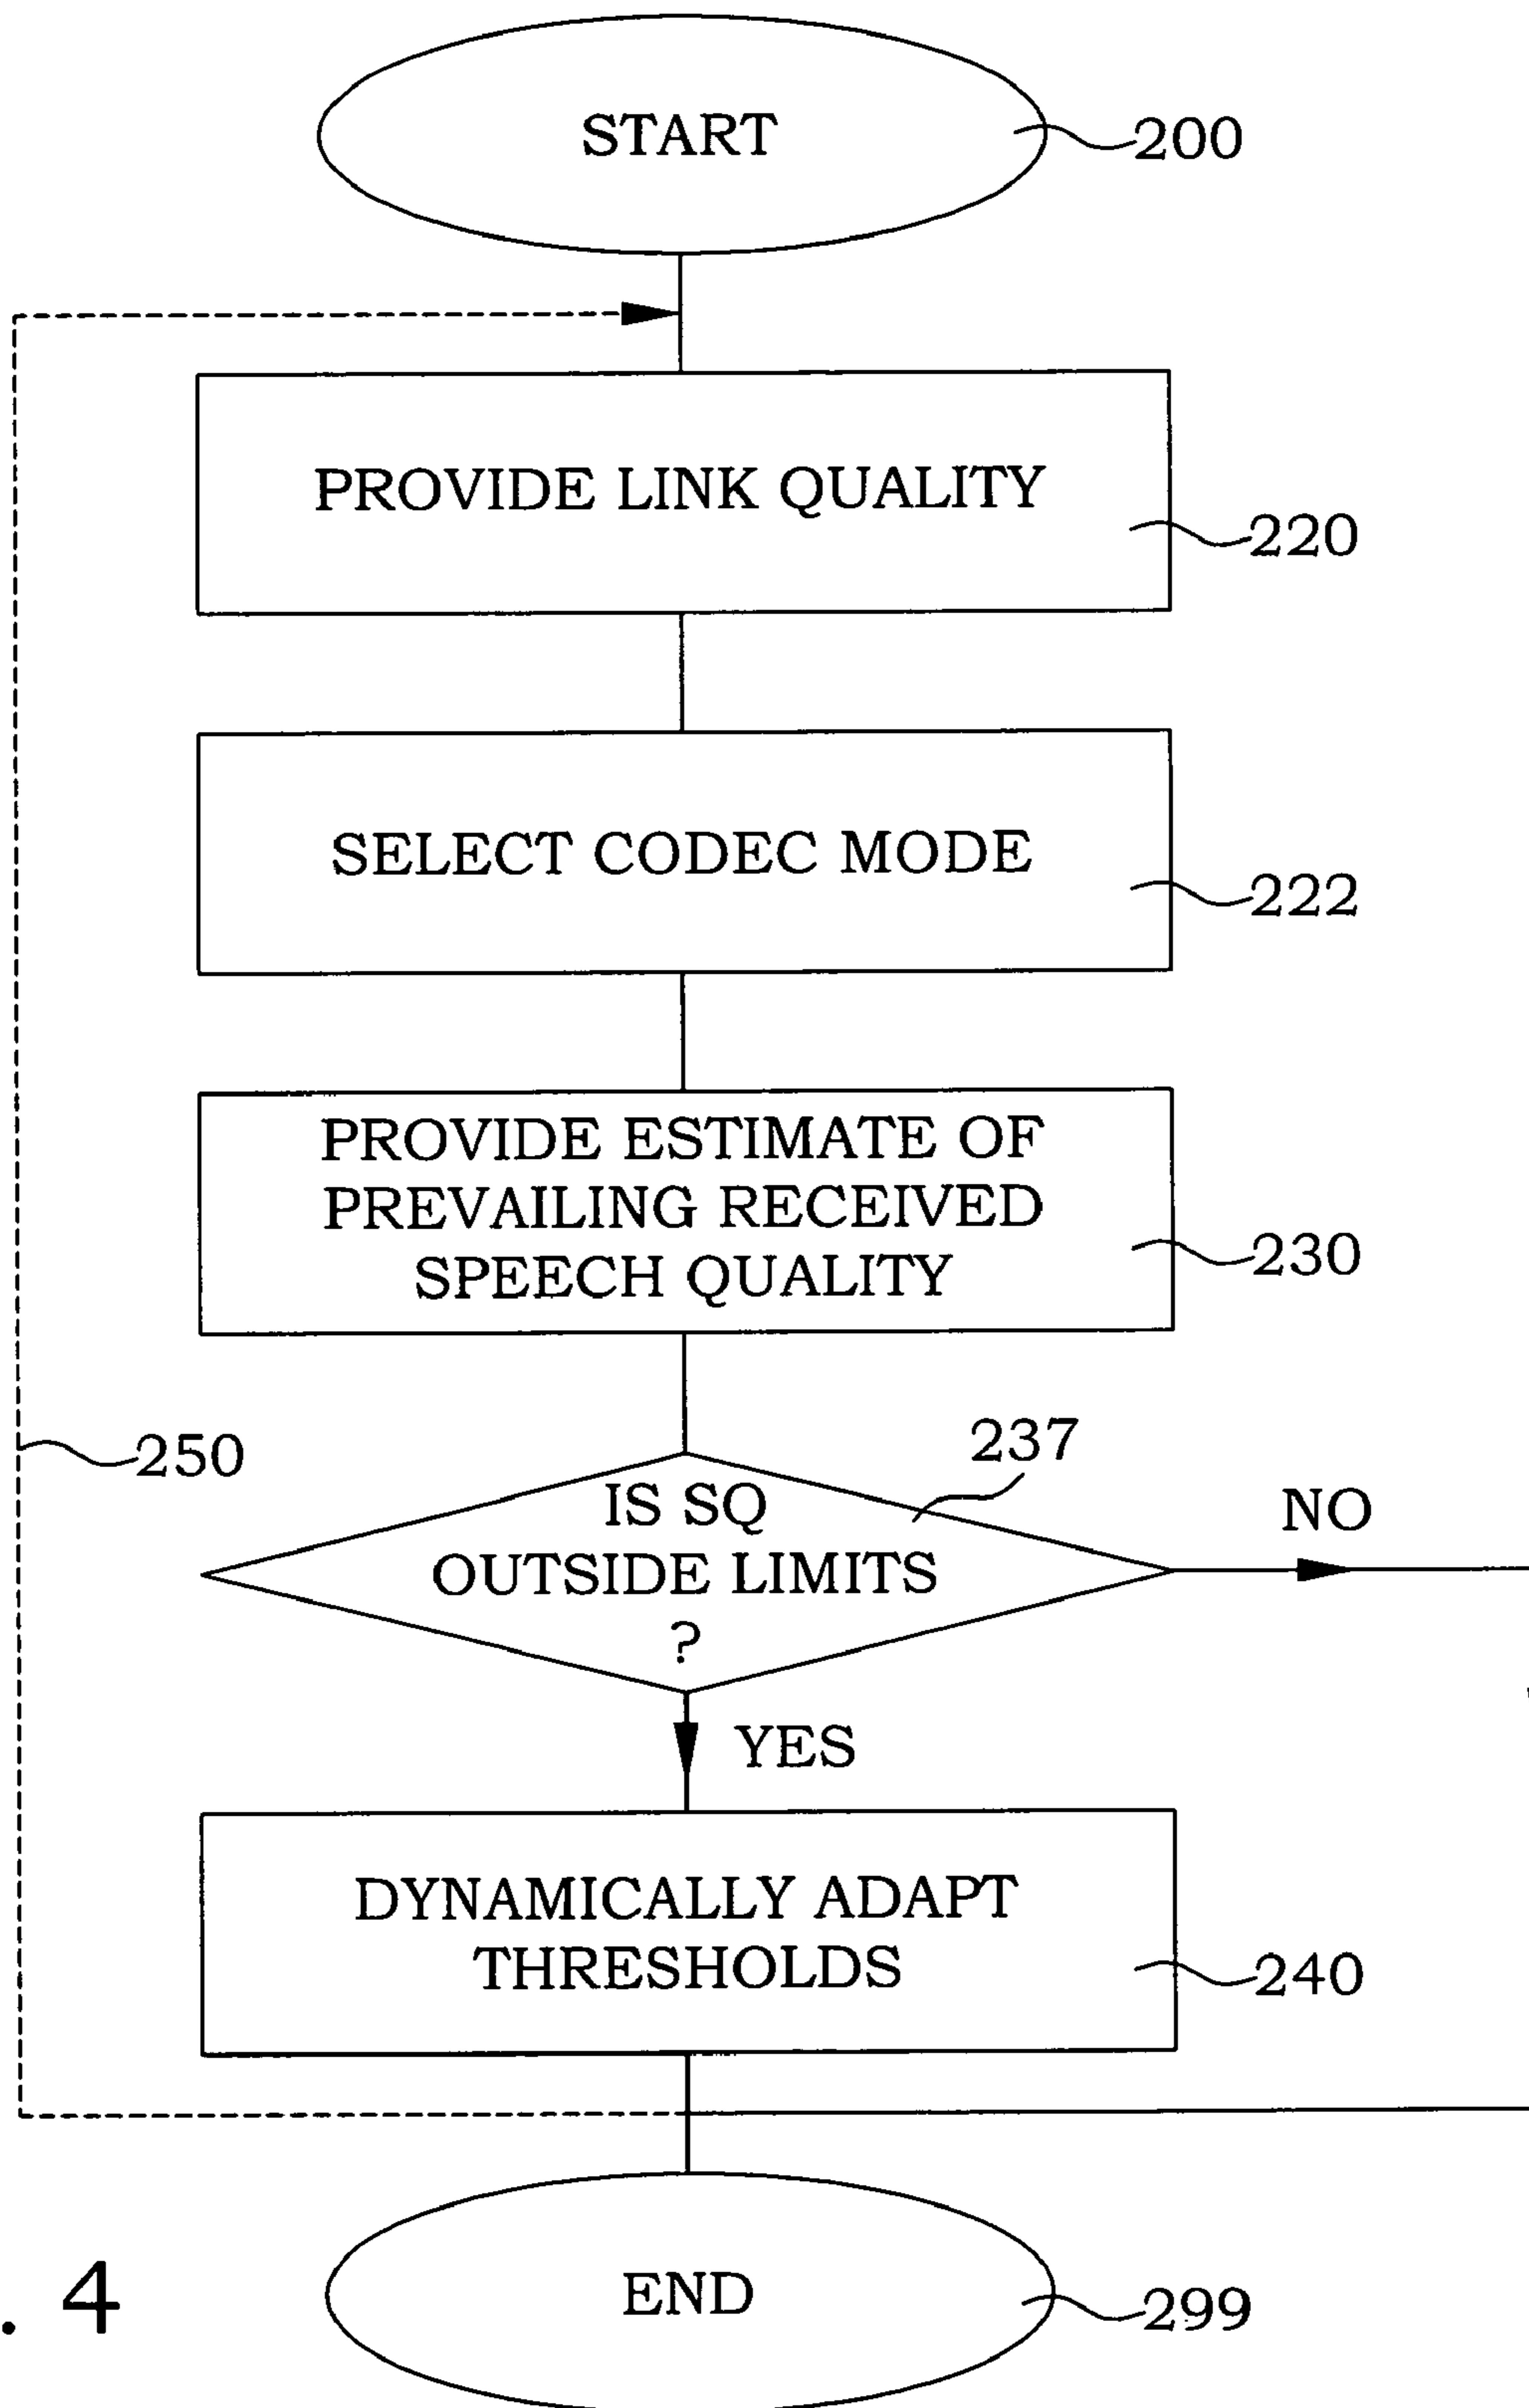 START
200
PROVIDE LINK QUALITY
220
SELECT CODEC MODE
222
PROVIDE ESTIMATE OF
PREVAILING RECEIVED
SPEECH QUALITY
230
250
237
IS SQ
OUTSIDE LIMITS
?
NO
YES
DYNAMICALLY ADAPT
THRESHOLDS
240
. 4
END
299